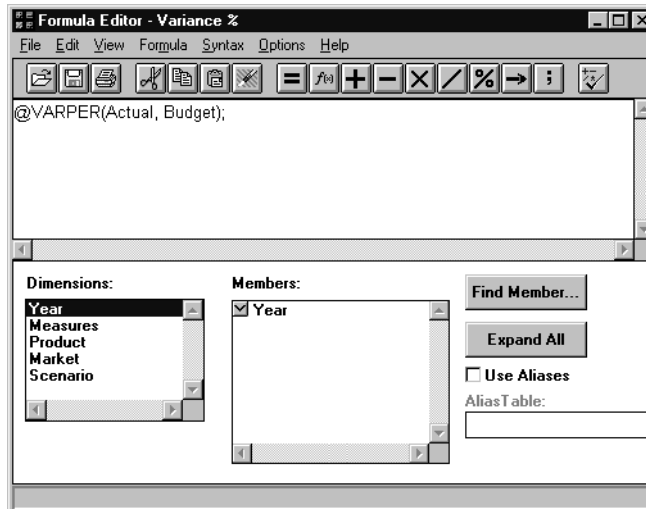 Formula Editor - Variance %
File Edit View Formula Syntax Options Help
= f(x) + − × / % → ;
@VARPER(Actual, Budget);
Dimensions:
Year
Measures
Product
Market
Scenario
Members:
Year
Find Member...
Expand All
Use Aliases
AliasTable: